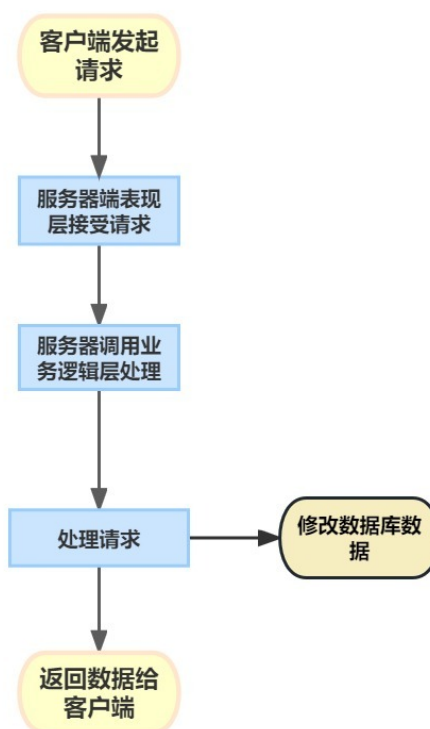 客户端发起
请求
服务器端表现
层接受请求
服务器调用业
务逻辑层处理
处理请求
修改数据库数
据
返回数据给
客户端